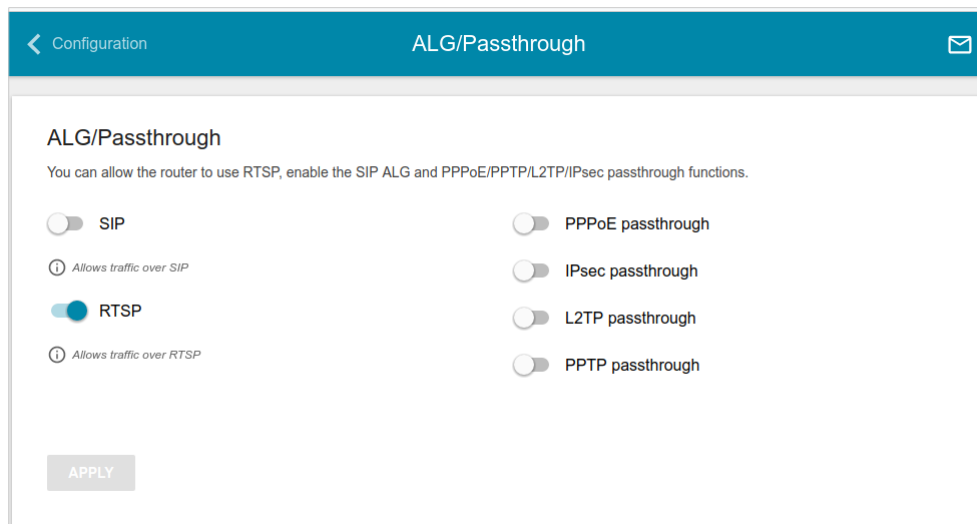 Configuration
ALG/Passthrough
ALG/Passthrough
You can allow the router to use RTSP, enable the SIP ALG and PPPoE/PPTP/L2TP/IPsec passthrough functions.
SIP
Allows traffic over SIP
RTSP
Allows traffic over RTSP
PPPoE passthrough
IPsec passthrough
L2TP passthrough
PPTP passthrough
APPLY